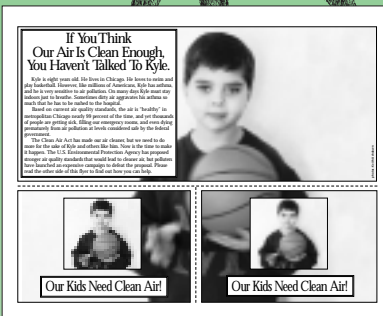 If You Think
Our Air Is Clean Enough,
You Haven't Talked To Kyle.
Kyle is eight years old. He lives in Chicago. He loves to swim and
play basketball. However, like millions of Americans, Kyle has asthma,
and he is very sensitive to air pollution. On many days Kyle must stay
indoors just to breathe. Sometimes dirty air aggravates his asthma so
much that he has to be rushed to the hospital.
Based on current air quality standards, the air is "healthy" in
metropolitan Chicago nearly 99 percent of the time, and yet thousands
of people are getting sick, filling our emergency rooms, and even dying
prematurely from air pollution at levels considered safe by the federal
government.
The Clean Air Act has made our air cleaner, but we need to do
more for the sake of Kyle and others like him. Now is the time to make
it happen. The U.S. Environmental Protection Agency has proposed
stronger air quality standards that would lead to cleaner air, but polluters
have launched an expensive campaign to defeat the proposal. Please
read the other side of this flyer to find out how you can help.
Our Kids Need Clean Air!
Our Kids Need Clean Air!